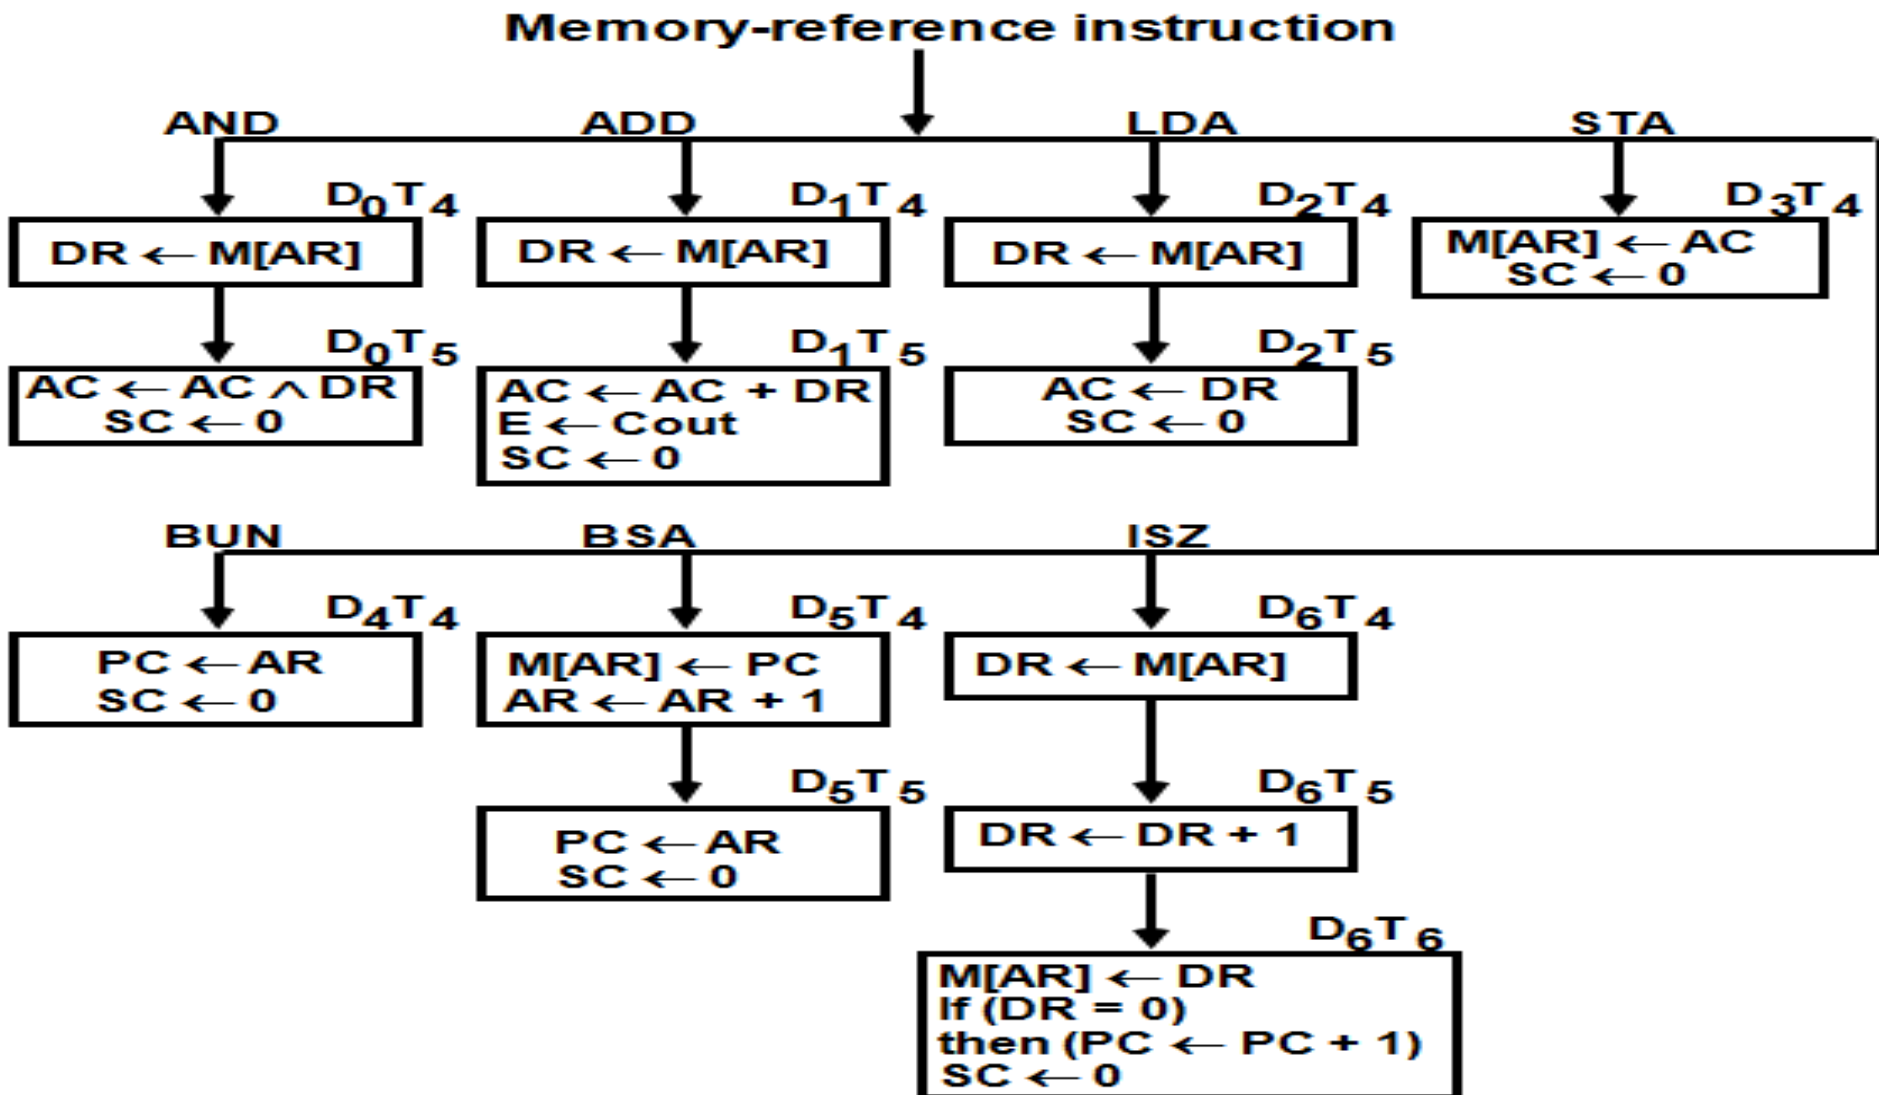 Memory-reference instruction
AND ADD LDA STA
D0T4 D1T4 D2T4 D3T4
DR ← M[AR]
DR ← M[AR]
DR ← M[AR]
M[AR] ← AC
SC ← 0
D0T5 D1T5 D2T5
AC ← AC ∧ DR
SC ← 0
AC ← AC + DR
E ← Cout
SC ← 0
AC ← DR
SC ← 0
BUN BSA ISZ
D4T4 D5T4 D6T4
PC ← AR
SC ← 0
M[AR] ← PC
AR ← AR + 1
DR ← M[AR]
D5T5 D6T5
PC ← AR
SC ← 0
DR ← DR + 1
D6T6
M[AR] ← DR
If (DR = 0)
then (PC ← PC + 1)
SC ← 0